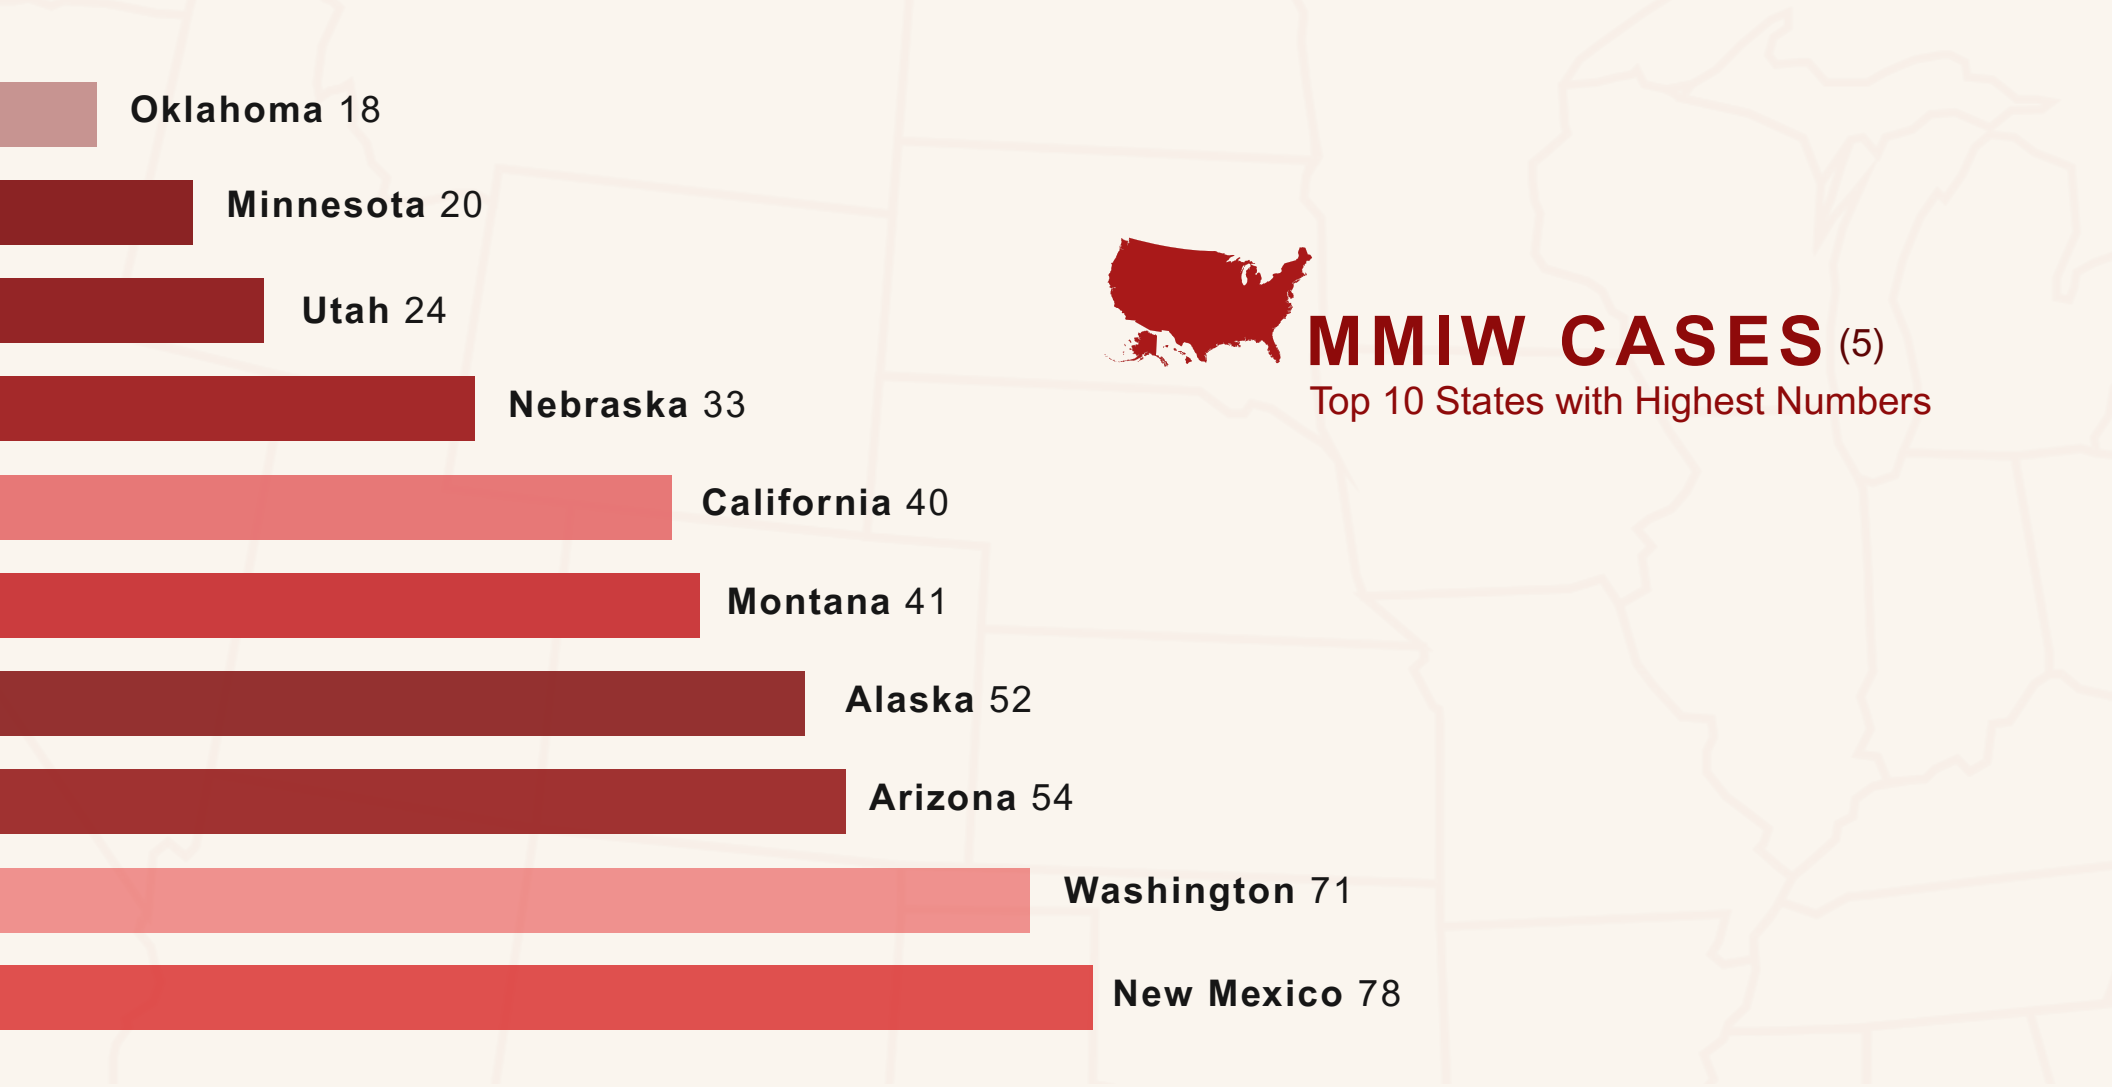 Oklahoma 18
Minnesota 20
Utah 24
MMIW CASES (5)
Top 10 States with Highest Numbers
Nebraska 33
California 40
Montana 41
Alaska 52
Arizona 54
Washington 71
New Mexico 78